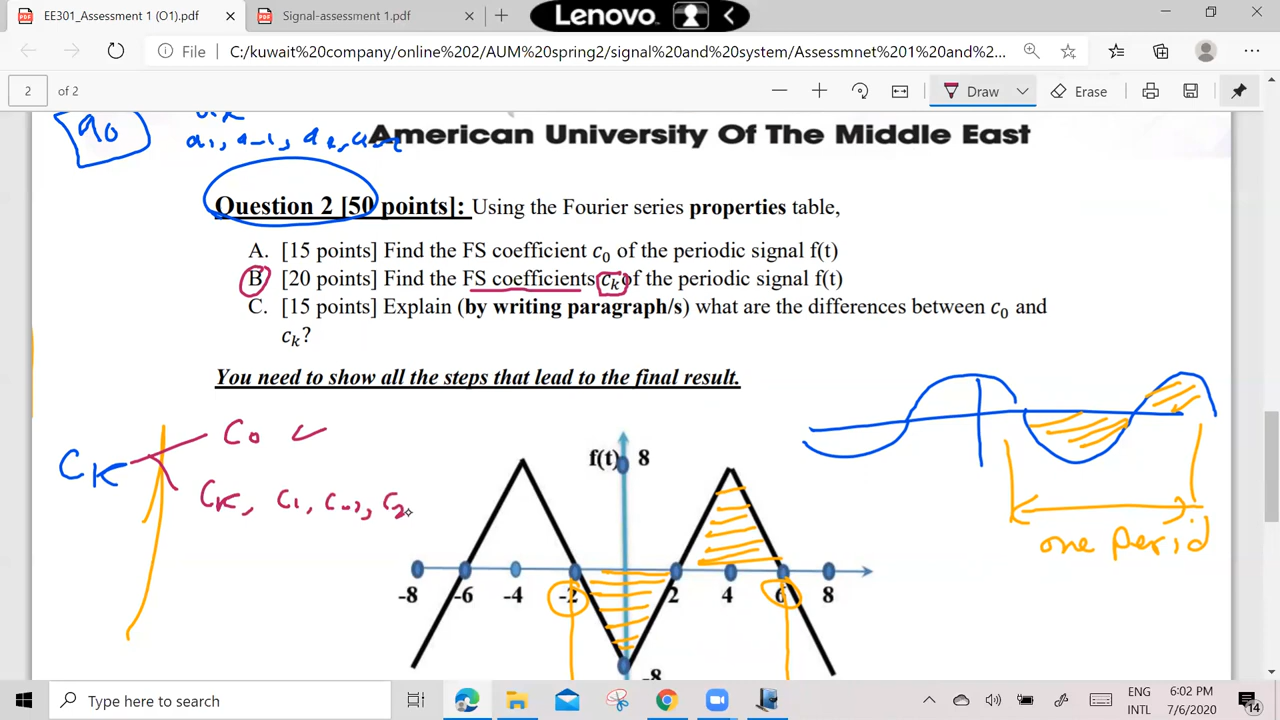 EE301_Assessment 1 (O1).pdf
Signal-assessment 1.pdf
Lenovo
File
C:/kuwait%20company/online%202/AUM%20spring2/signal%20and%20system/Assessmnet%201%20and%2...
2 of 2
Draw
Erase
a0
American University Of The Middle East
Question 2 [50 points]: Using the Fourier series properties table,
A. [15 points] Find the FS coefficient c₀ of the periodic signal f(t)
B. [20 points] Find the FS coefficients cₖ of the periodic signal f(t)
C. [15 points] Explain (by writing paragraph/s) what are the differences between c₀ and
cₖ?
You need to show all the steps that lead to the final result.
C0
CK
CK, C1, C-1, C2
one Period
f(t) 8
-8 -6 -4 -2 2 4 6 8
-8
Type here to search
ENG
INTL
6:02 PM
7/6/2020
14